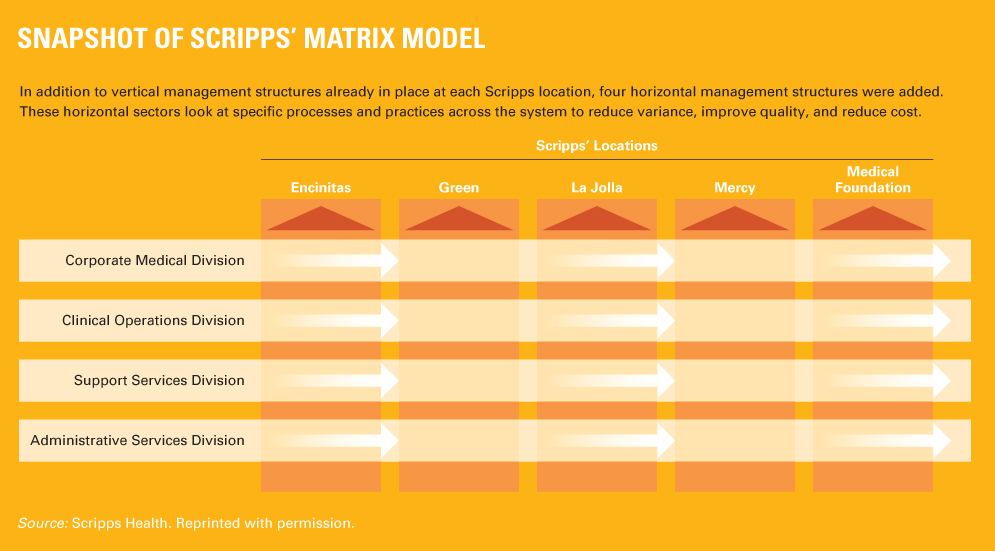 SNAPSHOT OF SCRIPPS' MATRIX MODEL
In addition to vertical management structures already in place at each Scripps location, four horizontal management structures were added.
These horizontal sectors look at specific processes and practices across the system to reduce variance, improve quality, and reduce cost.
Scripps' Locations
Encinitas
Green
La Jolla
Mercy
Medical
Foundation
Corporate Medical Division
Clinical Operations Division
Support Services Division
Administrative Services Division
Source: Scripps Health. Reprinted with permission.